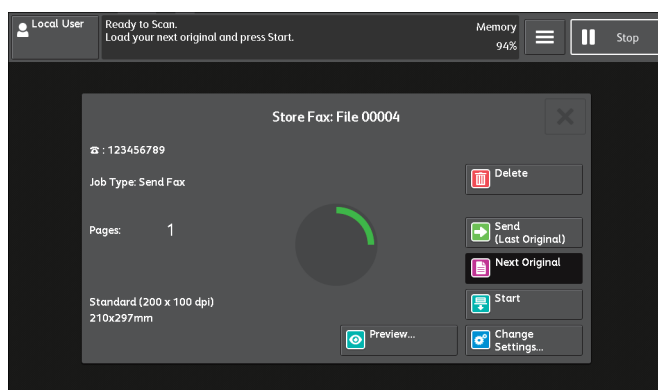 Local User
Ready to Scan.
Load your next original and press Start.
Memory
94%
Stop
Store Fax: File 00004
☎ : 123456789
Job Type: Send Fax
Pages: 1
Standard (200 x 100 dpi)
210x297mm
Delete
Send
(Last Original)
Next Original
Start
Preview...
Change
Settings...